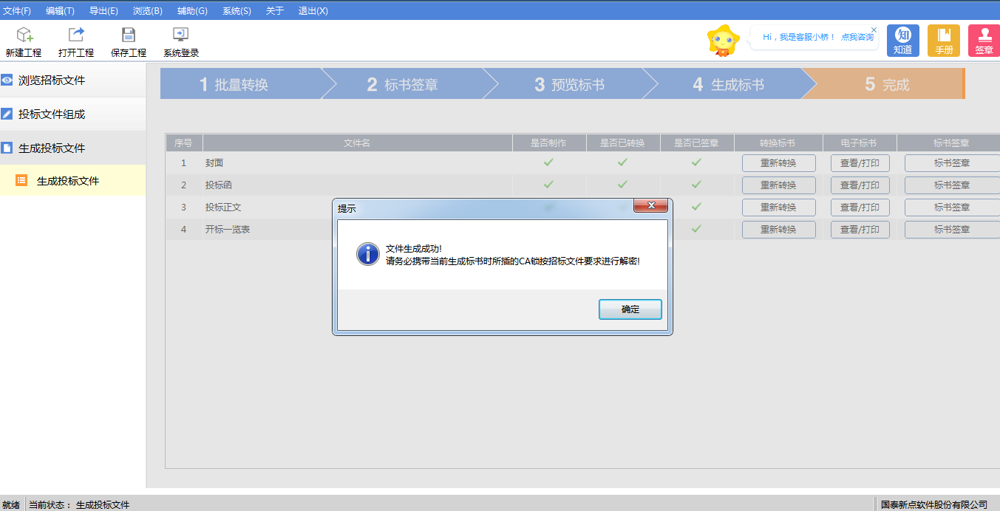 文件(F) 编辑(T) 导出(E) 浏览(B) 辅助(G) 系统(S) 关于 退出(X)
新建工程 打开工程 保存工程 系统登录
Hi，我是客服小桥！ 点我咨询
知 知道
手册
签章
浏览招标文件
投标文件组成
生成投标文件
生成投标文件
1 批量转换 2 标书签章 3 预览标书 4 生成标书 5 完成
序号 文件名 是否制作 是否已转换 是否已签章 转换标书 电子标书 标书签章
1 封面 重新转换 查看/打印 标书签章
2 投标函 重新转换 查看/打印 标书签章
3 投标正文 重新转换 查看/打印 标书签章
4 开标一览表 重新转换 查看/打印 标书签章
提示
文件生成成功!
请务必携带当前生成标书时所插的CA锁按招标文件要求进行解密!
确定
就绪 当前状态： 生成投标文件 国泰新点软件股份有限公司